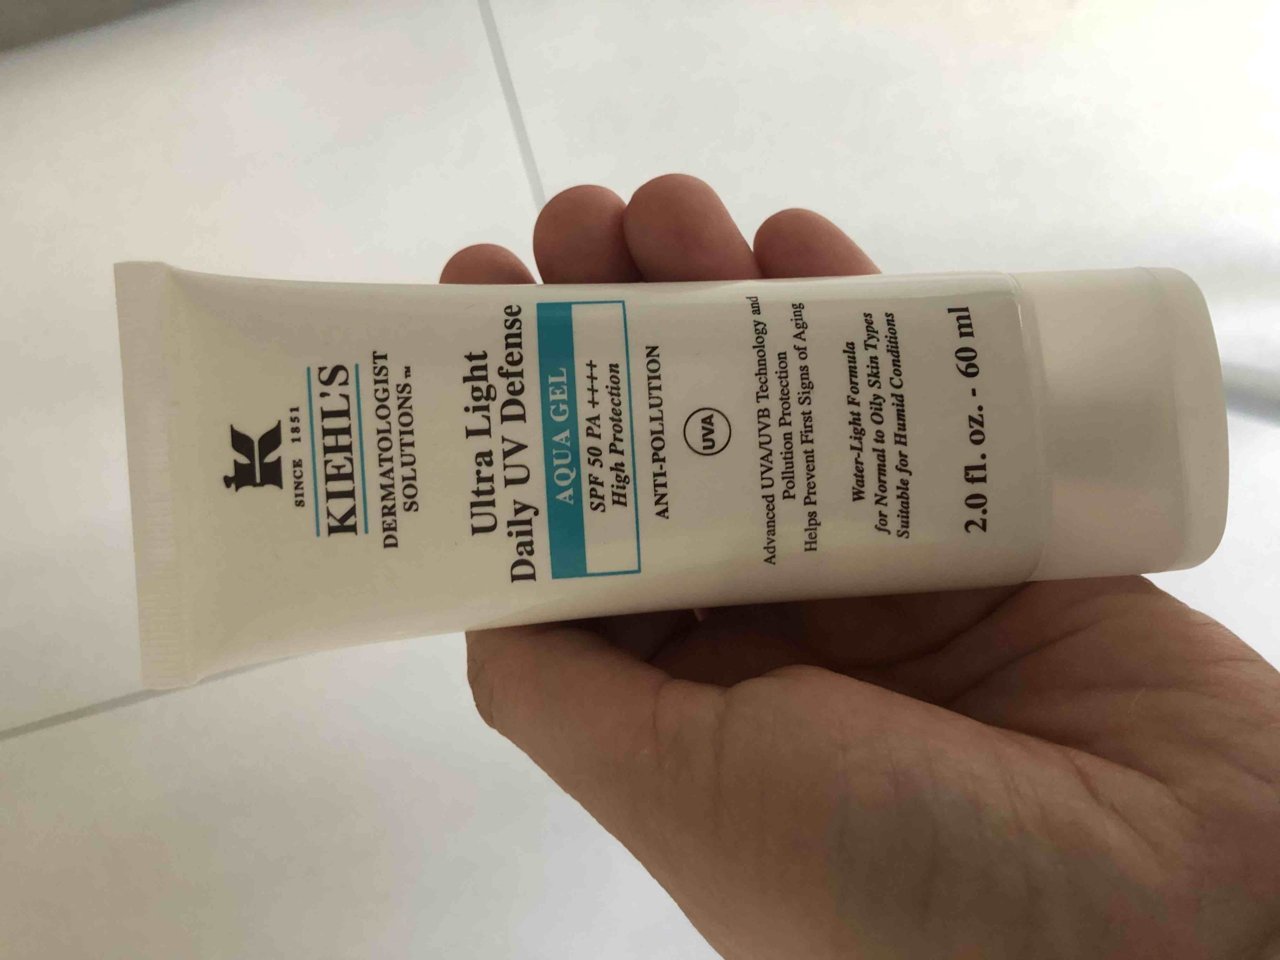 K
SINCE 1851
KIEHL'S
DERMATOLOGIST
SOLUTIONS™
Ultra Light
Daily UV Defense
AQUA GEL
SPF 50 PA ++++
High Protection
ANTI-POLLUTION
UVA
Advanced UVA/UVB Technology and
Pollution Protection
Helps Prevent First Signs of Aging
Water-Light Formula
for Normal to Oily Skin Types
Suitable for Humid Conditions
2.0 fl. oz. - 60 ml